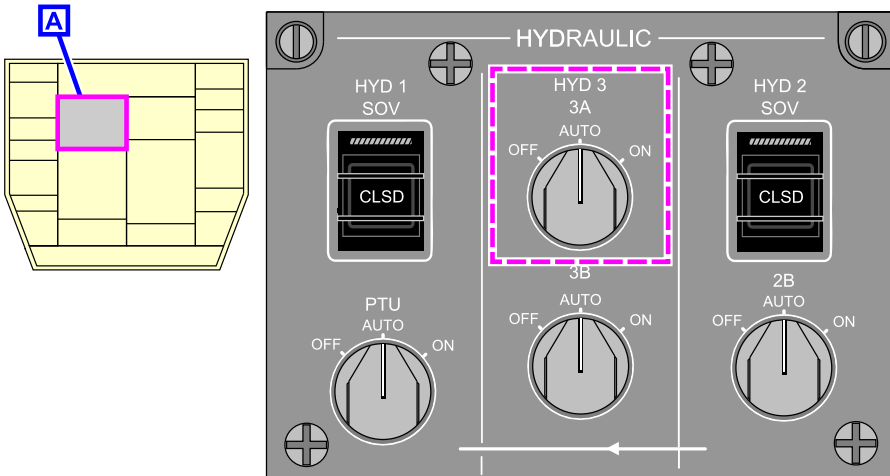 A
HYDRAULIC
HYD 1
SOV
CLSD
HYD 3
3A
AUTO
OFF ON
HYD 2
SOV
CLSD
PTU
AUTO
OFF ON
3B
AUTO
OFF ON
2B
AUTO
OFF ON